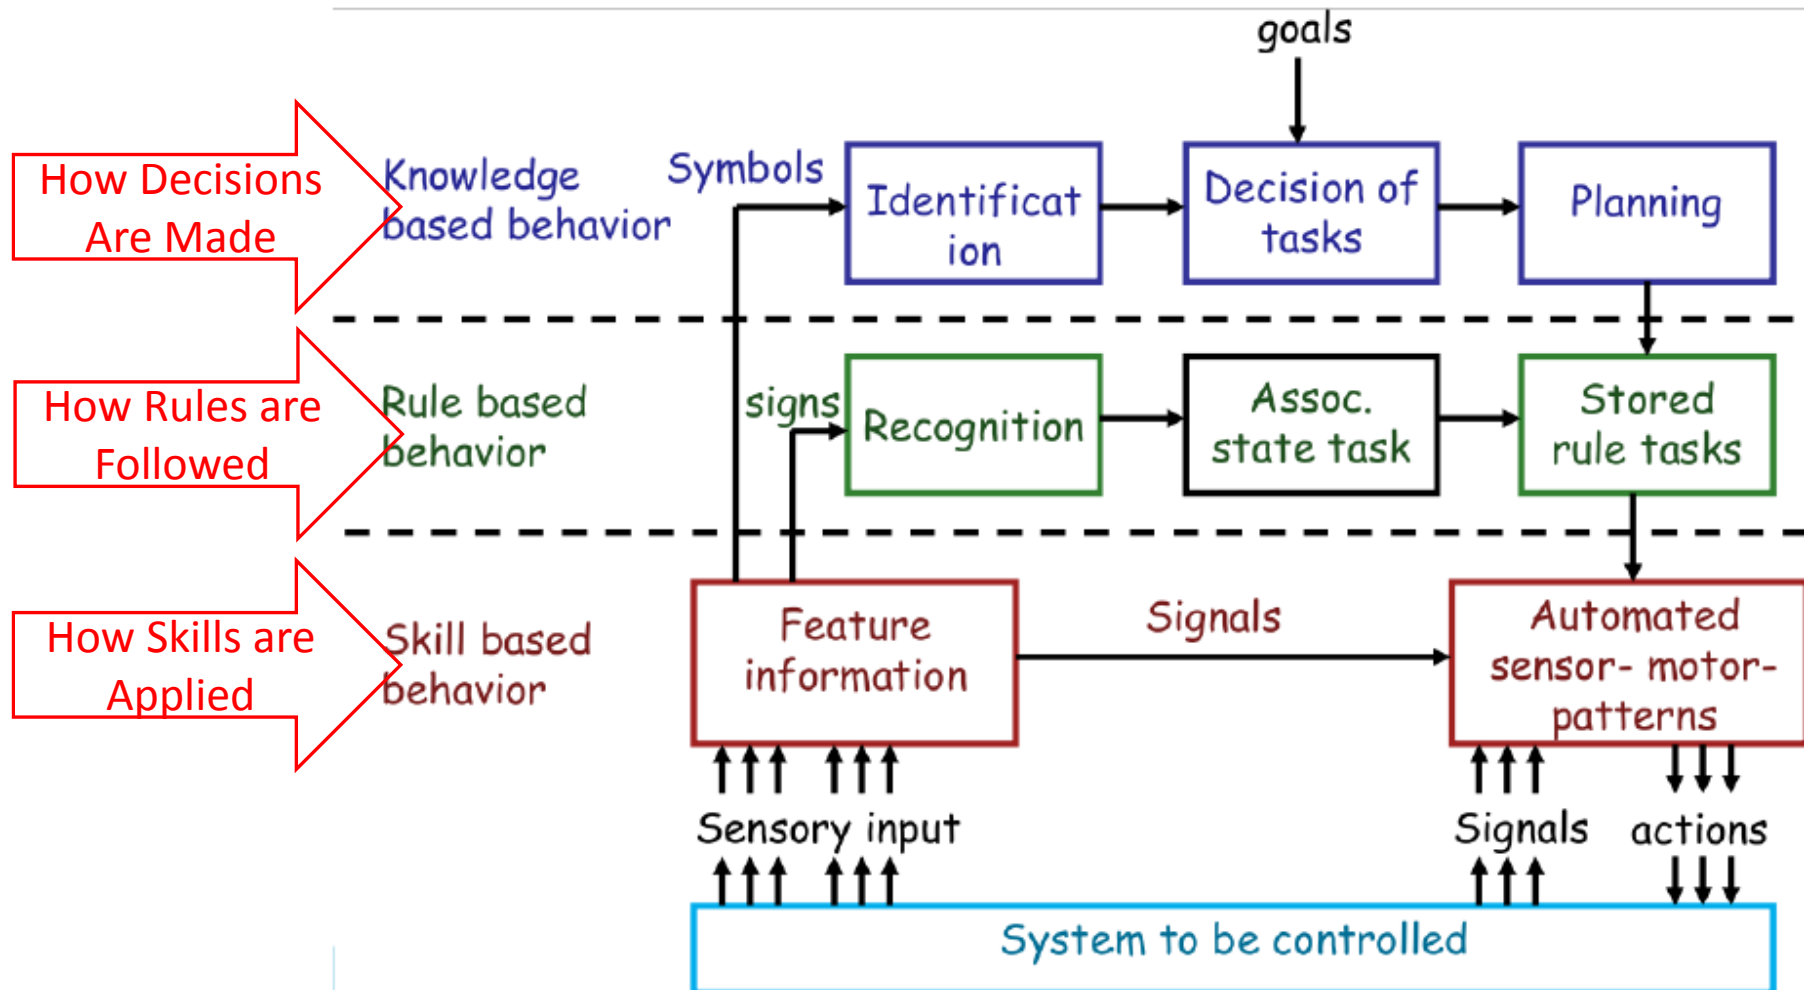 goals
How Decisions
Are Made
Knowledge
based behavior
Symbols
Identificat
ion
Decision of
tasks
Planning
How Rules are
Followed
Rule based
behavior
signs
Recognition
Assoc.
state task
Stored
rule tasks
How Skills are
Applied
Skill based
behavior
Feature
information
Signals
Automated
sensor- motor-
patterns
Sensory input
Signals
actions
System to be controlled